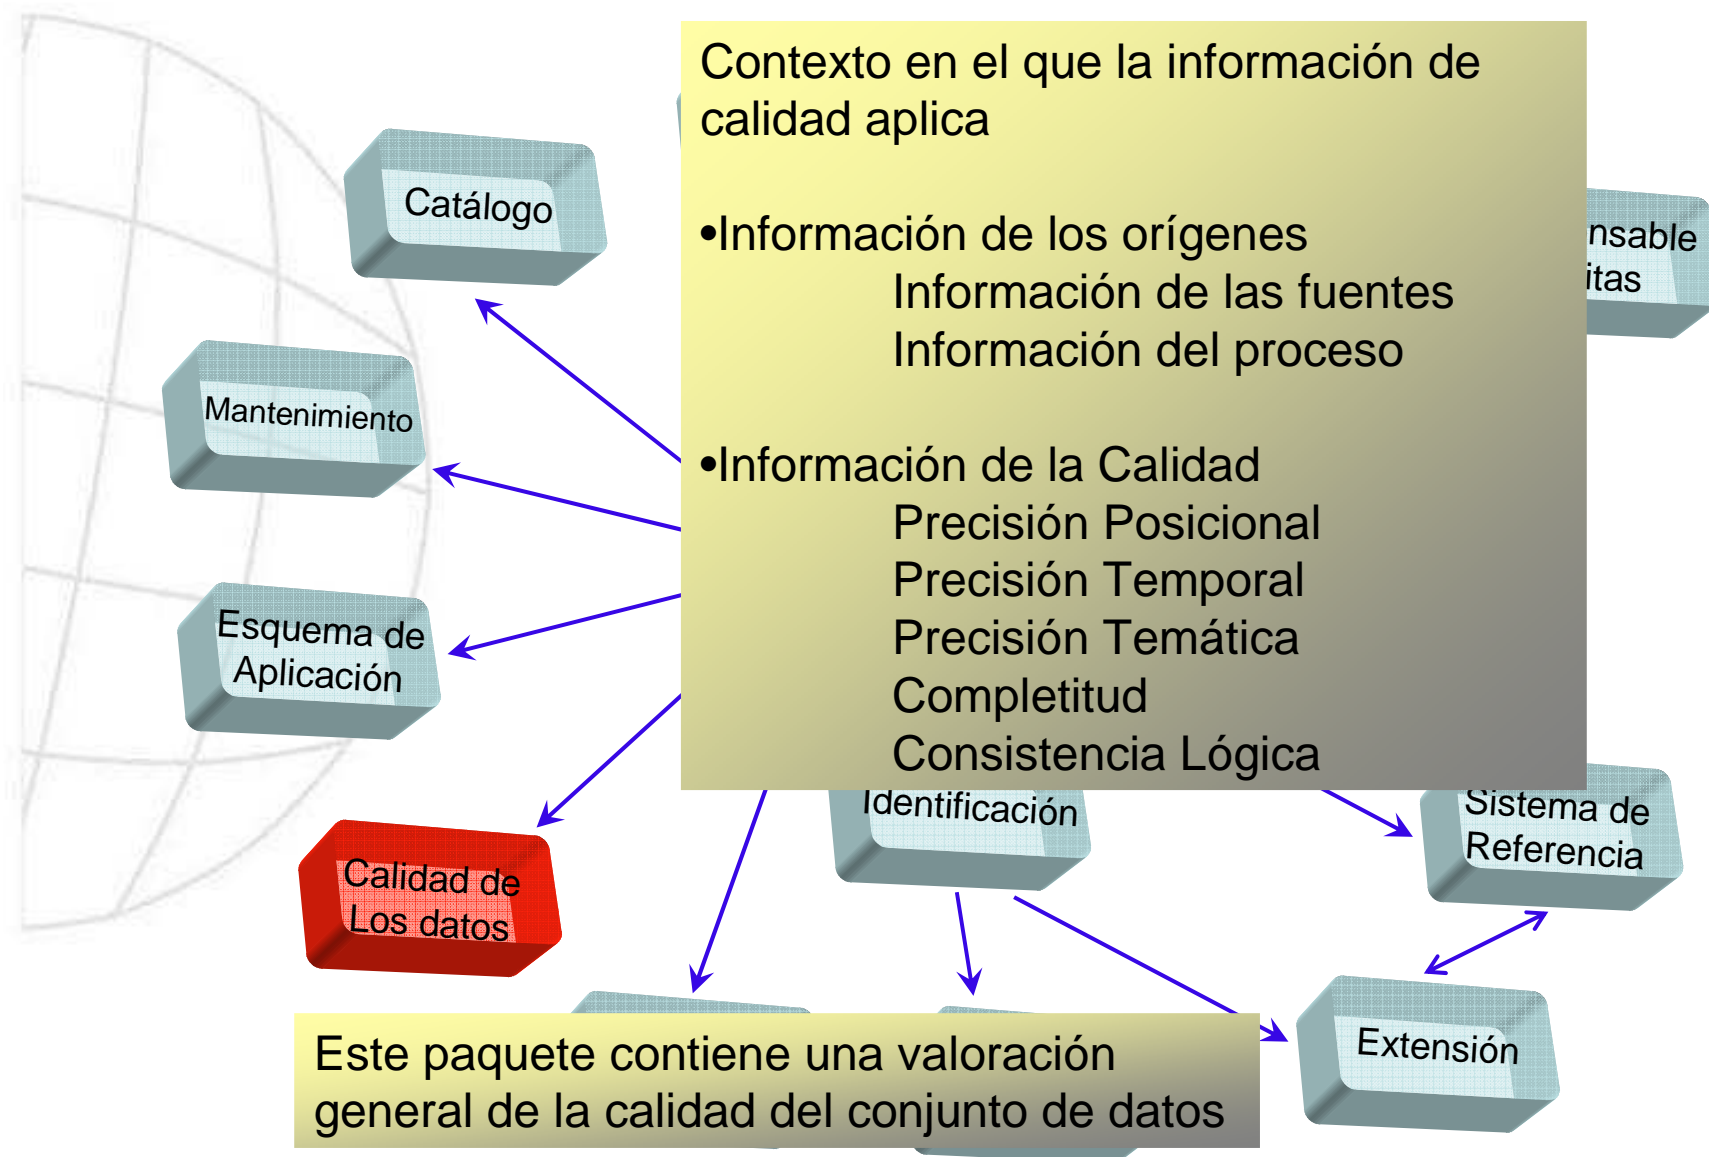 Contexto en el que la información de
calidad aplica
•Información de los orígenes
Información de las fuentes
Información del proceso
•Información de la Calidad
Precisión Posicional
Precisión Temporal
Precisión Temática
Completitud
Consistencia Lógica
Catálogo
nsable
itas
Mantenimiento
Esquema de
Aplicación
Identificación
Sistema de
Referencia
Calidad de
Los datos
Extensión
Este paquete contiene una valoración
general de la calidad del conjunto de datos